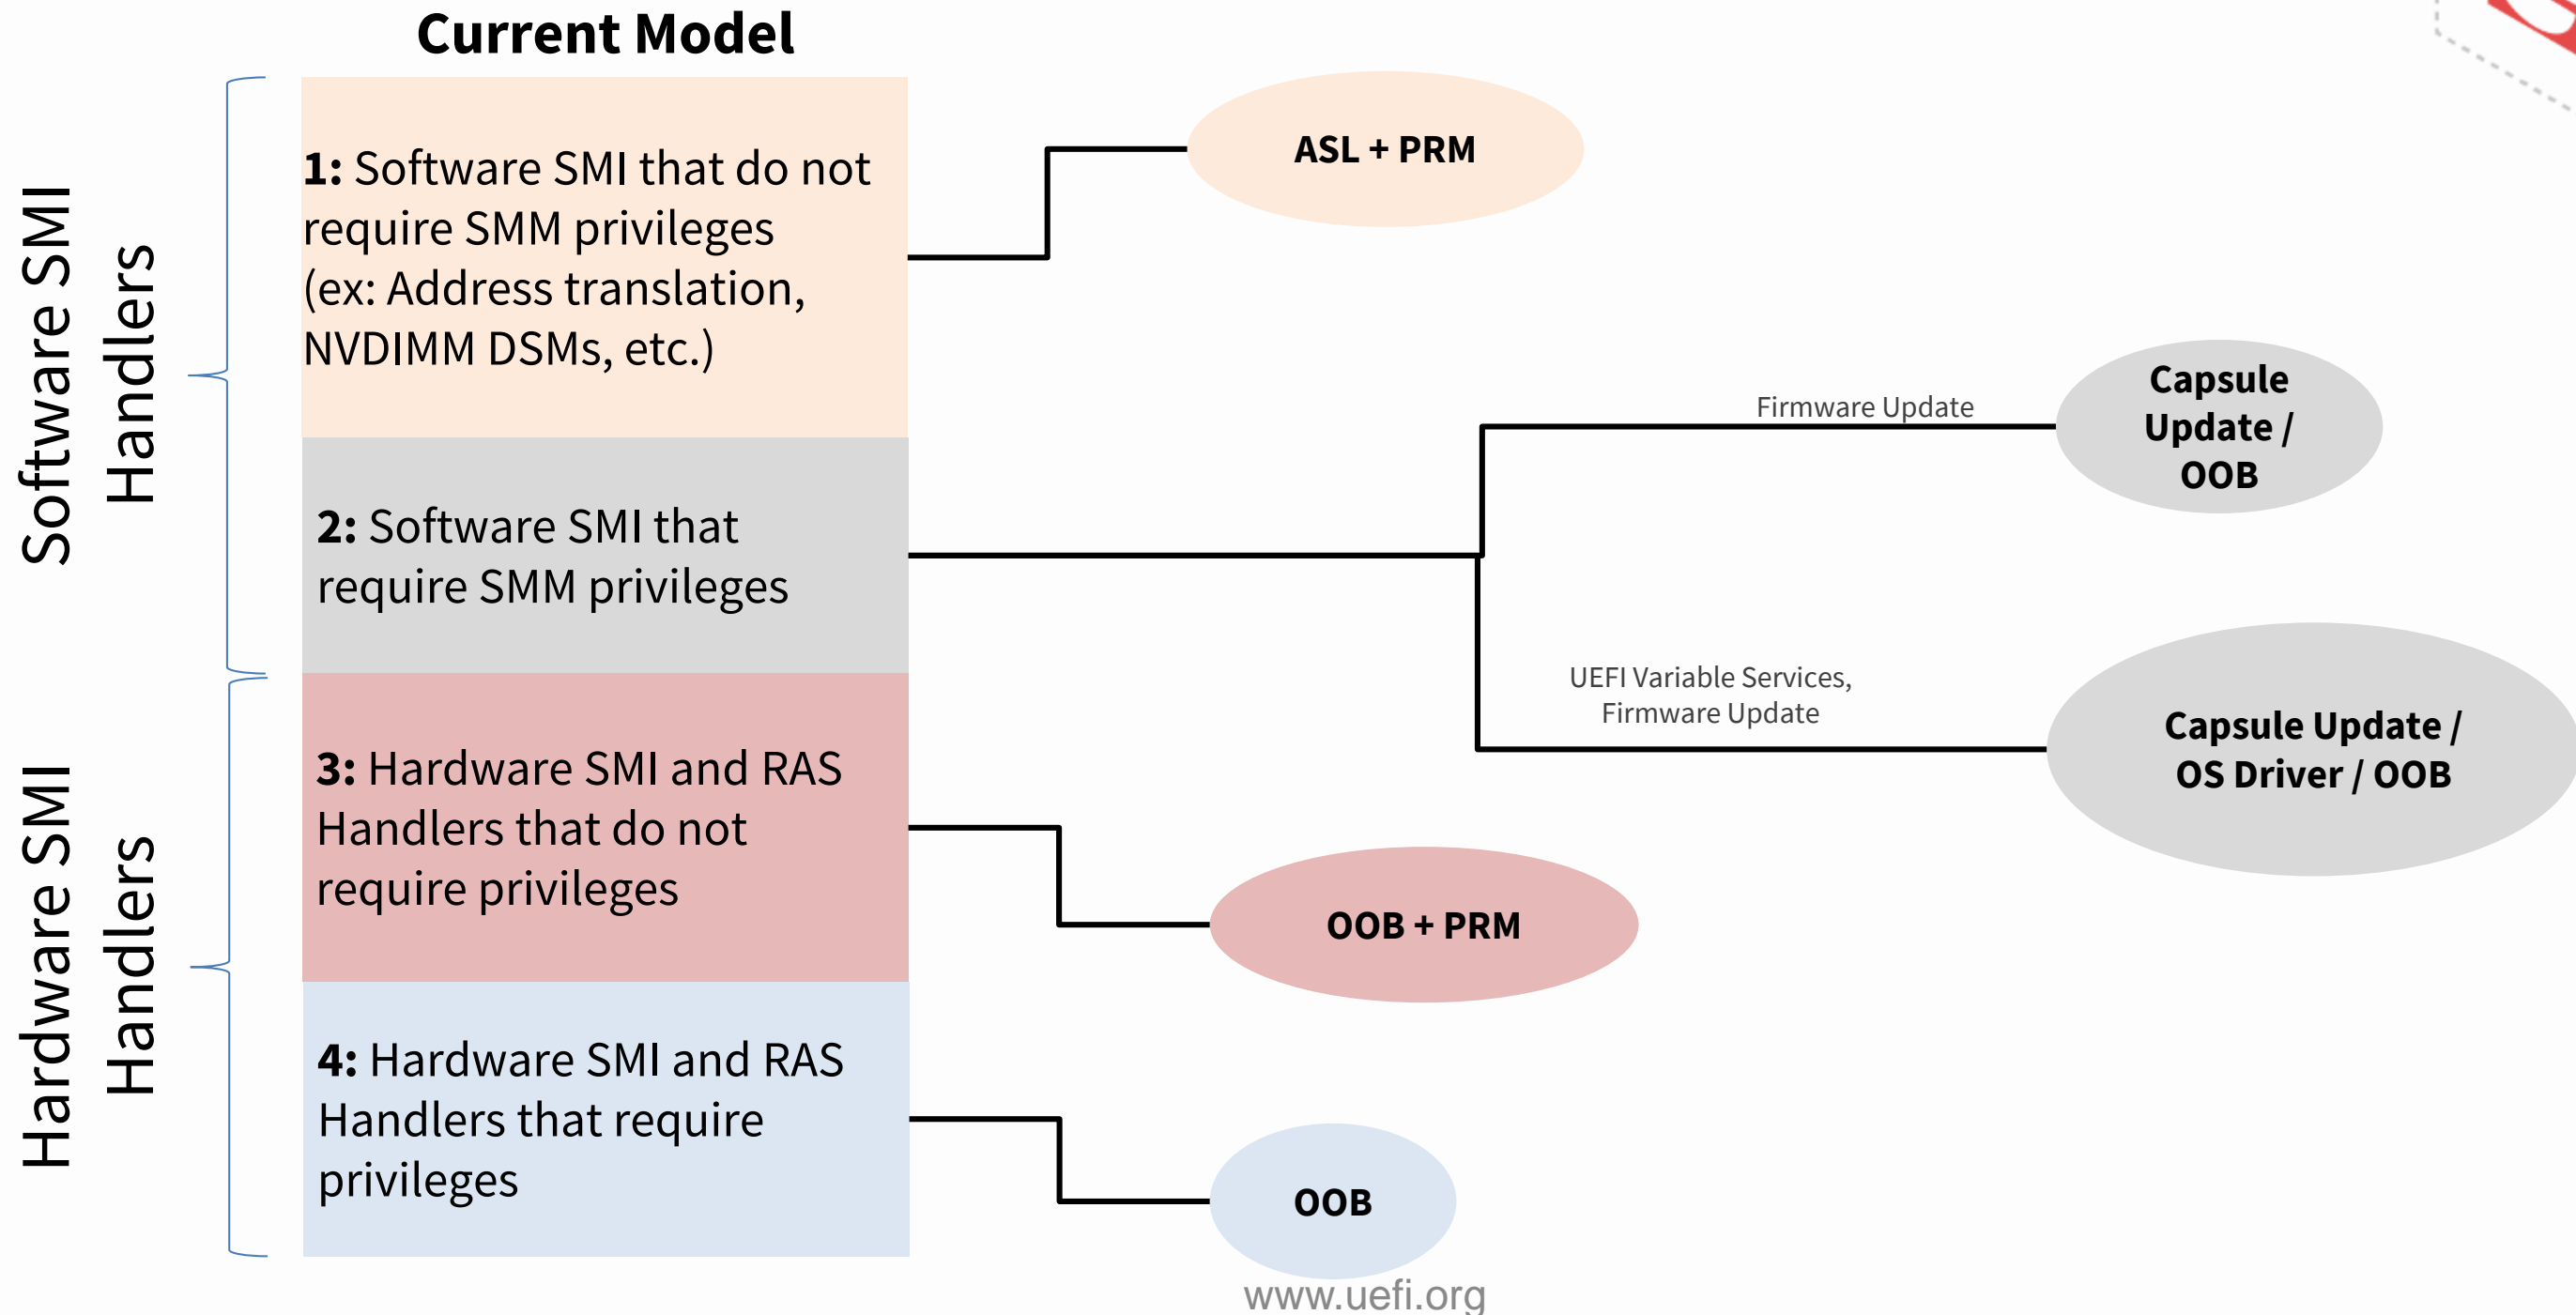 Current Model
Software SMI
Handlers
1: Software SMI that do not
require SMM privileges
(ex: Address translation,
NVDIMM DSMs, etc.)
ASL + PRM
2: Software SMI that
require SMM privileges
Firmware Update
Capsule
Update /
OOB
UEFI Variable Services,
Firmware Update
Capsule Update /
OS Driver / OOB
Hardware SMI
Handlers
3: Hardware SMI and RAS
Handlers that do not
require privileges
OOB + PRM
4: Hardware SMI and RAS
Handlers that require
privileges
OOB
www.uefi.org